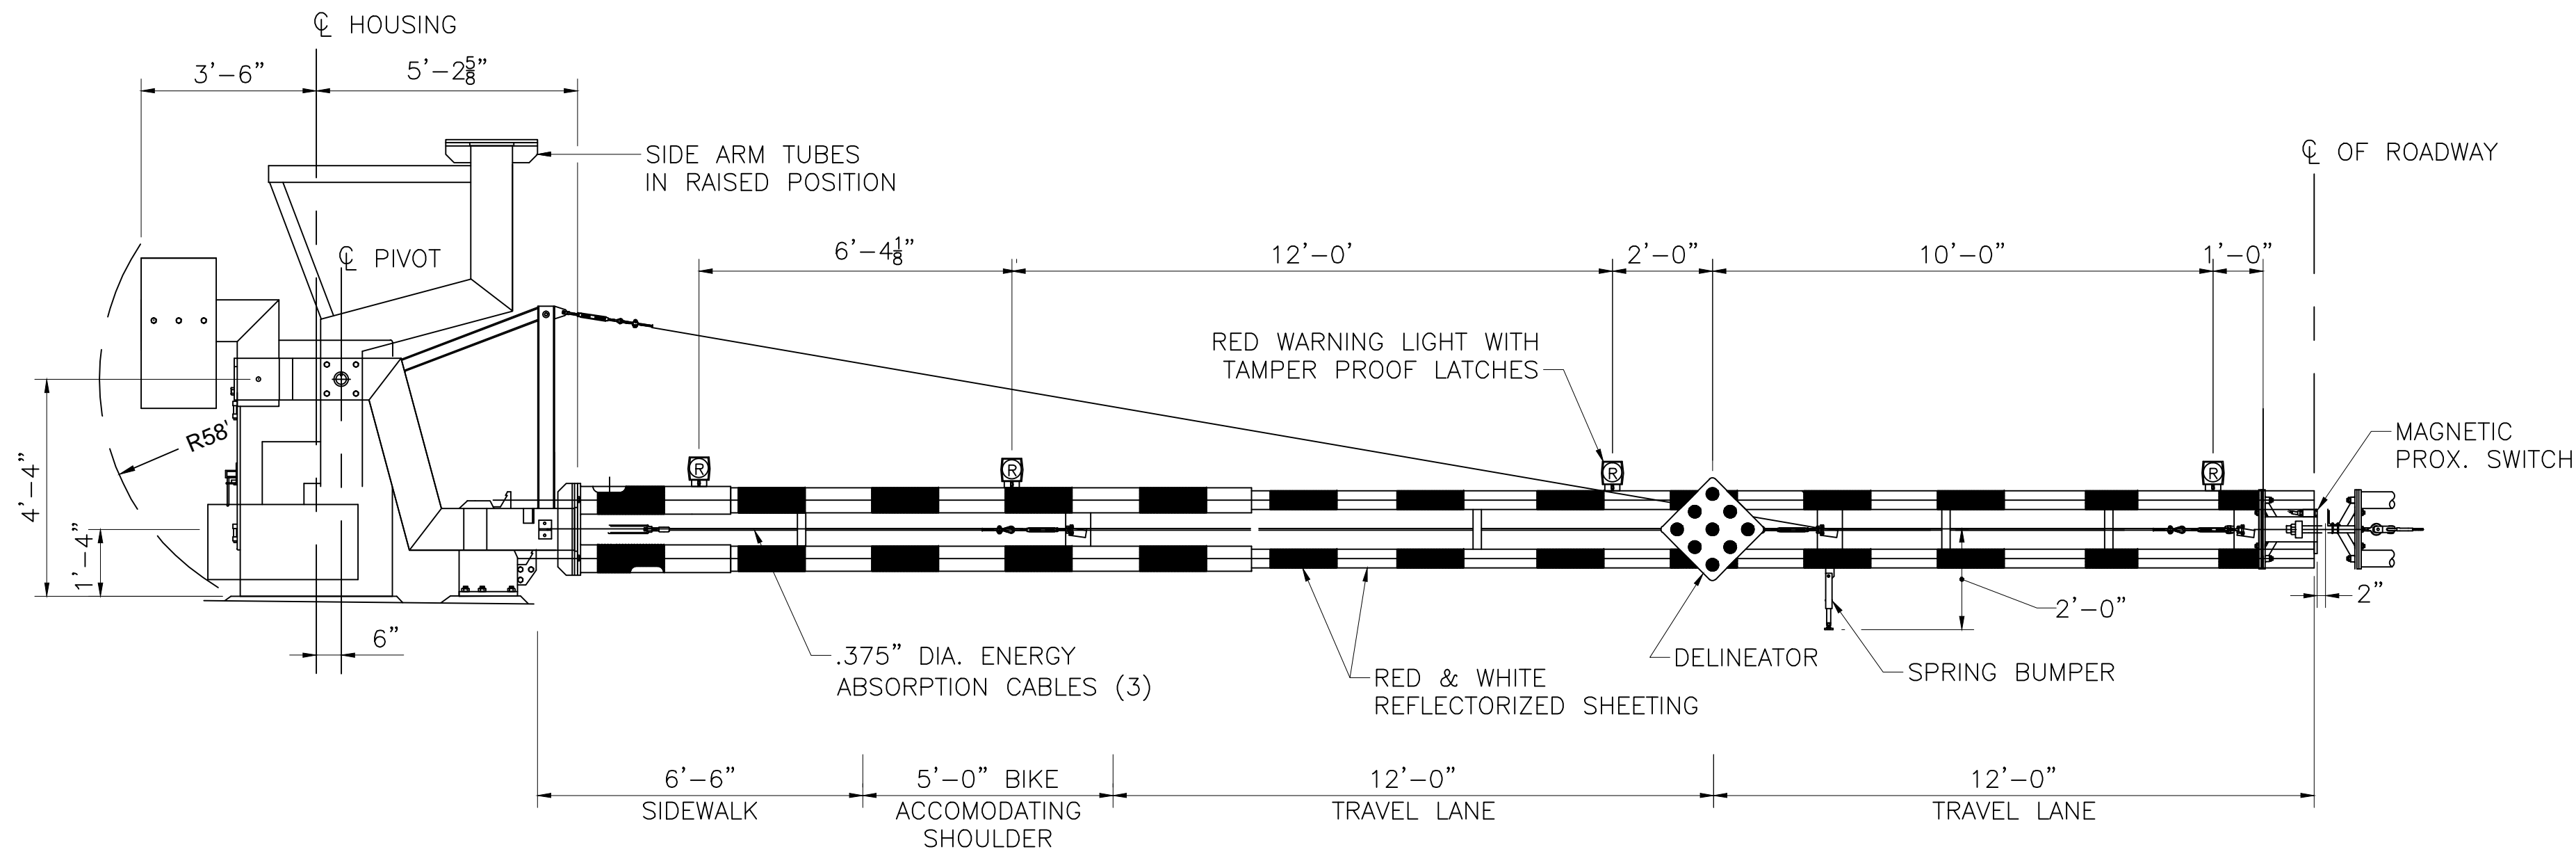 ℄ HOUSING
3'-6"
5'-2⅝"
SIDE ARM TUBES
IN RAISED POSITION
℄ OF ROADWAY
℄ PIVOT
6'-4⅛"
12'-0'
2'-0"
10'-0"
1'-0"
RED WARNING LIGHT WITH
TAMPER PROOF LATCHES
R58'
MAGNETIC
PROX. SWITCH
4'-4"
1'-4"
R
R
R
R
6"
2"
2'-0"
.375" DIA. ENERGY
ABSORPTION CABLES (3)
RED & WHITE
REFLECTORIZED SHEETING
DELINEATOR
SPRING BUMPER
6'-6"
SIDEWALK
5'-0" BIKE
ACCOMODATING
SHOULDER
12'-0"
TRAVEL LANE
12'-0"
TRAVEL LANE